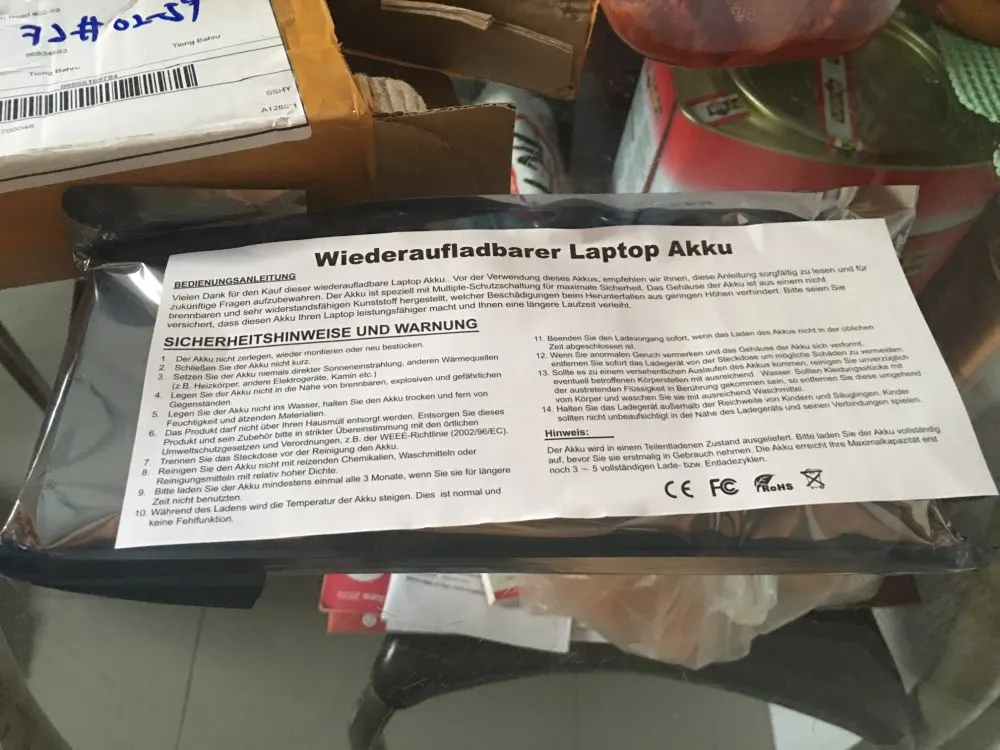 Road #02-59
7J#02-59
96834683
Tiong Bahru
Tiong Bahru
SSHY
Wiederaufladbarer Laptop Akku
BEDIENUNGSANLEITUNG
Vielen Dank für den Kauf dieser wiederaufladbare Laptop Akku.. Vor der Verwendung dieses Akkus, empfehlen wir Ihnen, diese Anleitung sorgfältig zu lesen und für
zukünftige Fragen aufzubewahren. Der Akku ist speziell mit Multiple-Schutzschaltung für maximale Sicherheit. Das Gehäuse der Akku ist aus einem nicht
brennbaren und sehr widerstandsfähigen Kunststoff hergestellt, welcher Beschädigungen beim Herunterfallen aus geringen Höhen verhindert. Bitte seien Sie
versichert, dass diesen Akku Ihren Laptop leistungsfähiger macht und Ihnen eine längere Laufzeit verleiht.
SICHERHEITSHINWEISE UND WARNUNG
1. Der Akku nicht zerlegen, wieder montieren oder neu bestücken.
2. Schließen Sie der Akku nicht kurz.
3. Setzen Sie der Akku niemals direkter Sonneneinstrahlung, anderen Wärmequellen
(z.B. Heizkörper, andere Elektrogeräte, Kamin etc.)
4. Legen Sie der Akku nicht in die Nähe von brennbaren, explosiven und gefährlichen
Gegenständen.
5. Legen Sie der Akku nicht ins Wasser, halten Sie den Akku trocken und fern von
Feuchtigkeit und ätzenden Materialien.
6. Das Produkt darf nicht über Ihren Hausmüll entsorgt werden. Entsorgen Sie dieses
Produkt und sein Zubehör bitte in strikter Übereinstimmung mit den örtlichen
Umweltschutzgesetzen und Verordnungen, z.B. der WEEE-Richtlinie (2002/96/EC).
7. Trennen Sie das Steckdose vor der Reinigung den Akku.
8. Reinigen Sie den Akku nicht mit reizenden Chemikalien, Waschmitteln oder
Reinigungsmitteln mit relativ hoher Dichte.
9. Bitte laden Sie der Akku mindestens einmal alle 3 Monate, wenn Sie sie für längere
Zeit nicht benutzten.
10. Während des Ladens wird die Temperatur der Akku steigen. Dies ist normal und
keine Fehlfunktion.
11. Beenden Sie den Ladevorgang sofort, wenn das Laden des Akkus nicht in der üblichen
Zeit abgeschlossen ist.
12. Wenn Sie anormalen Geruch vermerken und das Gehäuse der Akku sich verformt,
entfernen Sie sofort das Ladegerät von der Steckdose um mögliche Schäden zu vermeiden.
13. Sollte es zu einem versehentlichen Auslaufen des Akkus kommen, reinigen Sie unverzüglich
eventuell betroffenen Körperstellen mit ausreichend Wasser. Sollten Kleidungsstücke mit
der austretenden Flüssigkeit in Berührung gekommen sein, so entfernen Sie diese umgehend
vom Körper und waschen Sie sie mit ausreichend Waschmittel.
14. Halten Sie das Ladegerät außerhalb der Reichweite von Kindern und Säuglingen. Kinder
sollten nicht unbeaufsichtigt in der Nähe des Ladegeräts und seinen Verbindungen spielen.
Hinweis:
Der Akku wird in einem Teilentladenen Zustand ausgeliefert. Bitte laden Sie der Akku vollständig
auf, bevor Sie sie erstmalig in Gebrauch nehmen. Die Akku erreicht Ihre Maximalkapazität erst
noch 3 ~ 5 vollständigen Lade- bzw. Entladezyklen.
CE FC RoHS